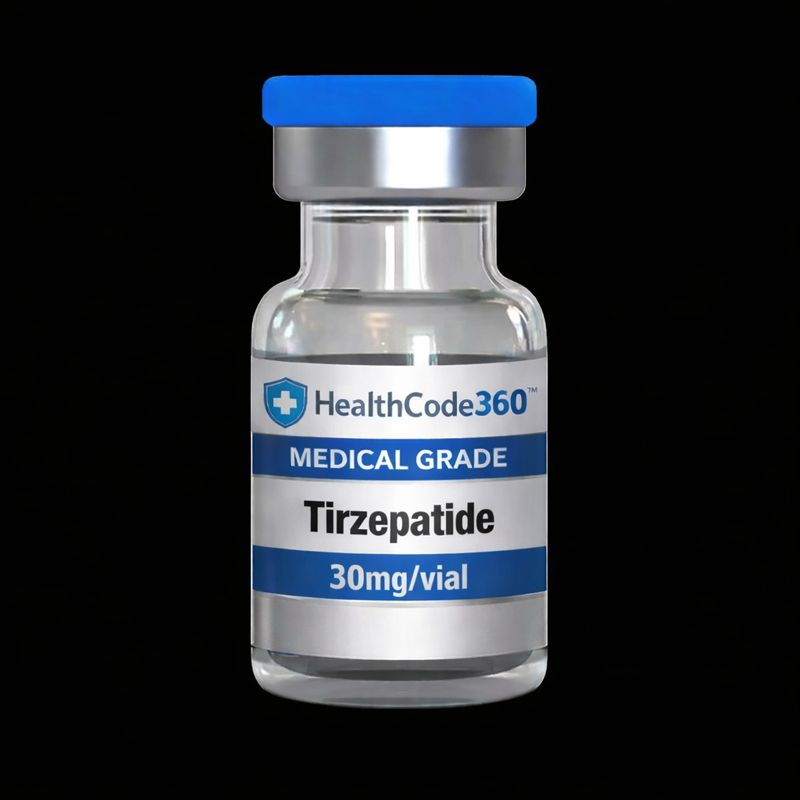 HealthCode360™
MEDICAL GRADE
Tirzepatide
30mg/vial